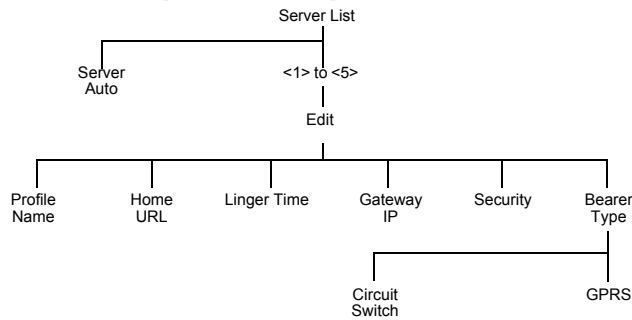 Server List
Server
Auto
<1> to <5>
Edit
Profile
Name
Home
URL
Linger Time
Gateway
IP
Security
Bearer
Type
Circuit
Switch
GPRS